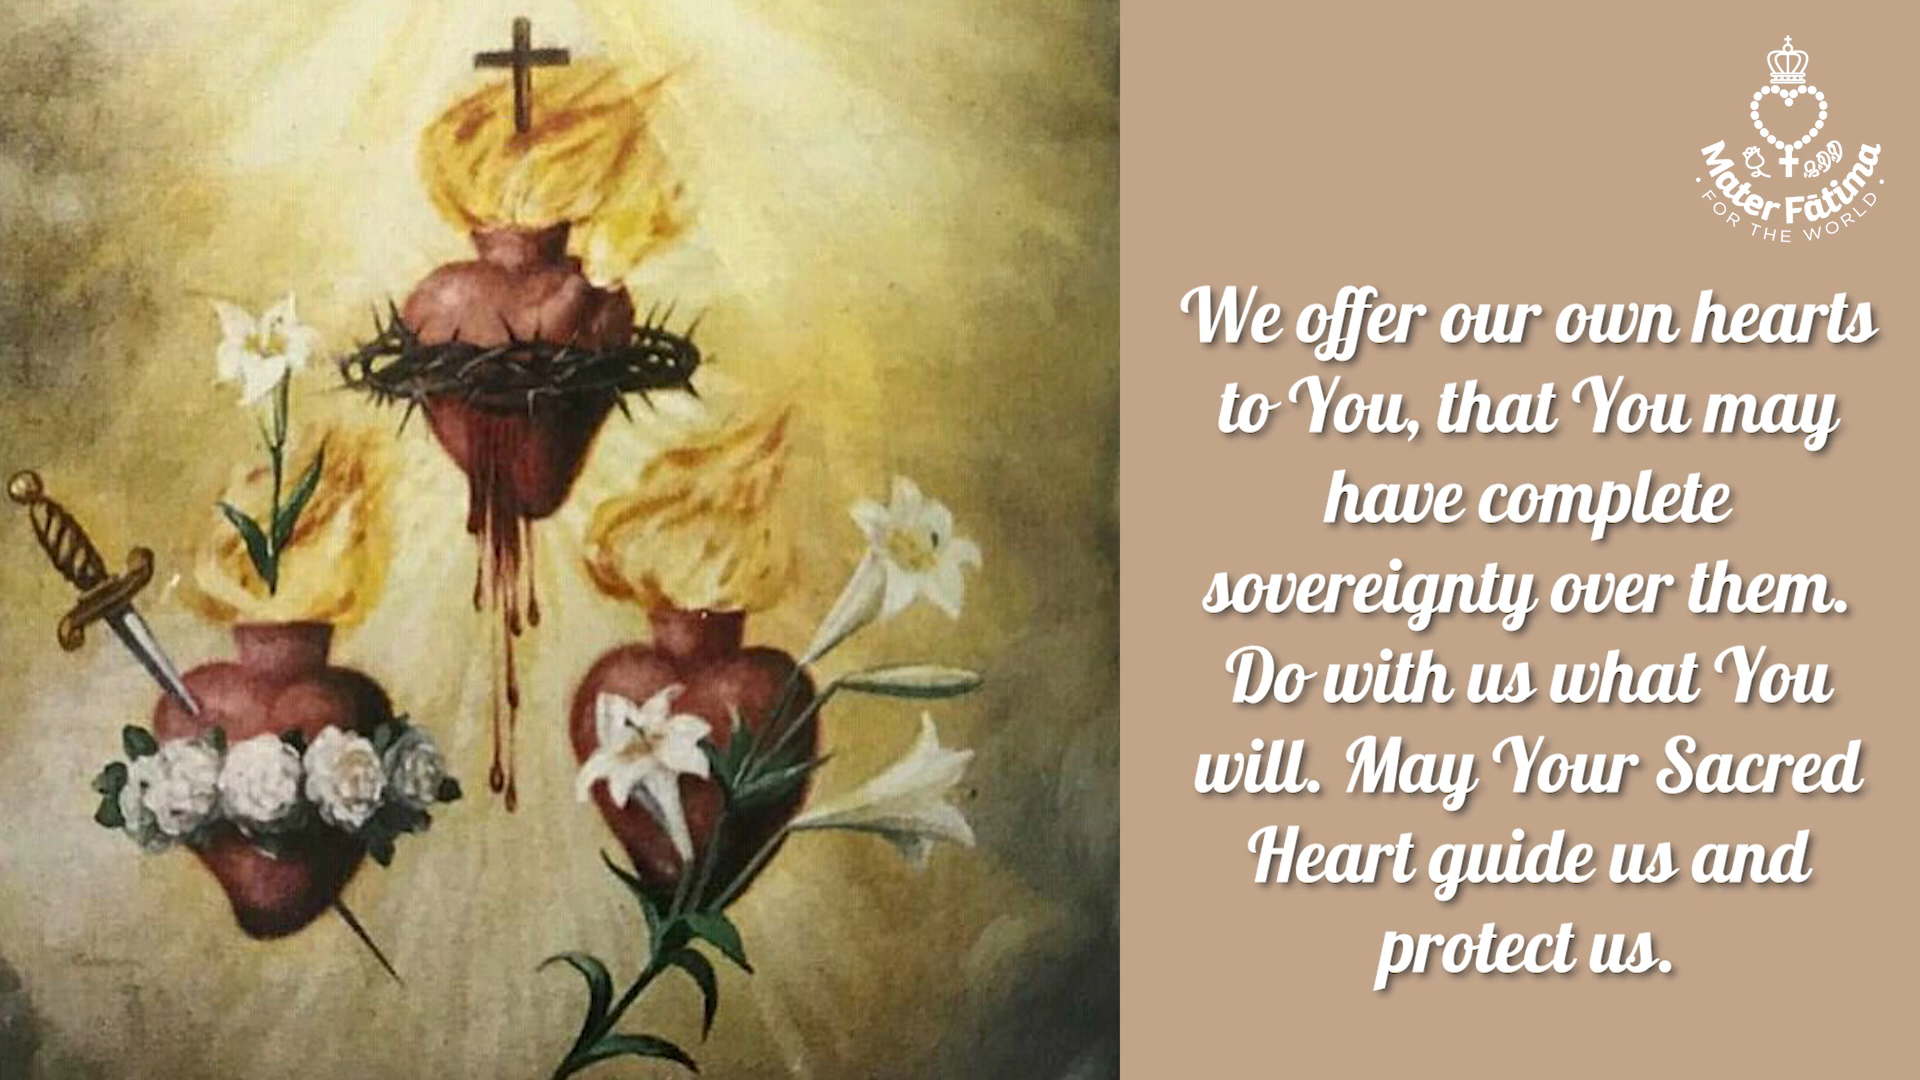 Mater Fātima
· FOR THE WORLD ·
We offer our own hearts
to You, that You may
have complete
sovereignty over them.
Do with us what You
will. May Your Sacred
Heart guide us and
protect us.